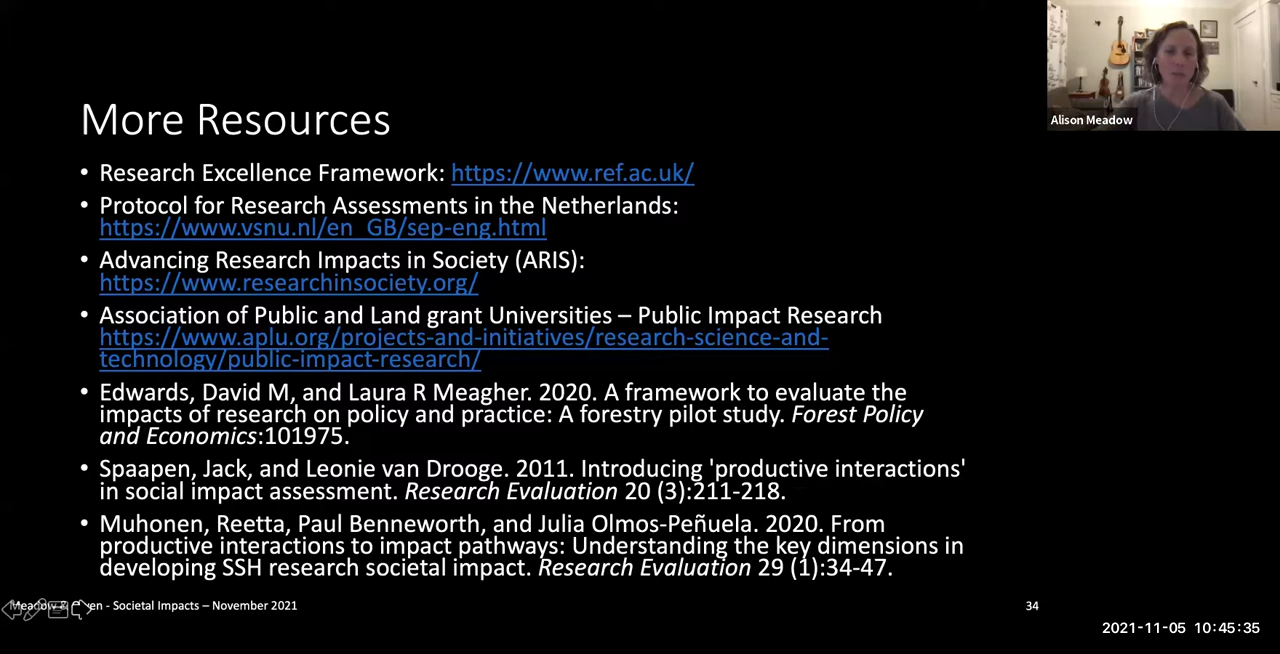 Alison Meadow
More Resources
• Research Excellence Framework: https://www.ref.ac.uk/
• Protocol for Research Assessments in the Netherlands:
https://www.vsnu.nl/en_GB/sep-eng.html
• Advancing Research Impacts in Society (ARIS):
https://www.researchinsociety.org/
• Association of Public and Land grant Universities – Public Impact Research
https://www.aplu.org/projects-and-initiatives/research-science-and-
technology/public-impact-research/
• Edwards, David M, and Laura R Meagher. 2020. A framework to evaluate the
impacts of research on policy and practice: A forestry pilot study. Forest Policy
and Economics:101975.
• Spaapen, Jack, and Leonie van Drooge. 2011. Introducing 'productive interactions'
in social impact assessment. Research Evaluation 20 (3):211-218.
• Muhonen, Reetta, Paul Benneworth, and Julia Olmos-Peñuela. 2020. From
productive interactions to impact pathways: Understanding the key dimensions in
developing SSH research societal impact. Research Evaluation 29 (1):34-47.
Meadow & - Societal Impacts – November 2021
34
2021-11-05 10:45:35